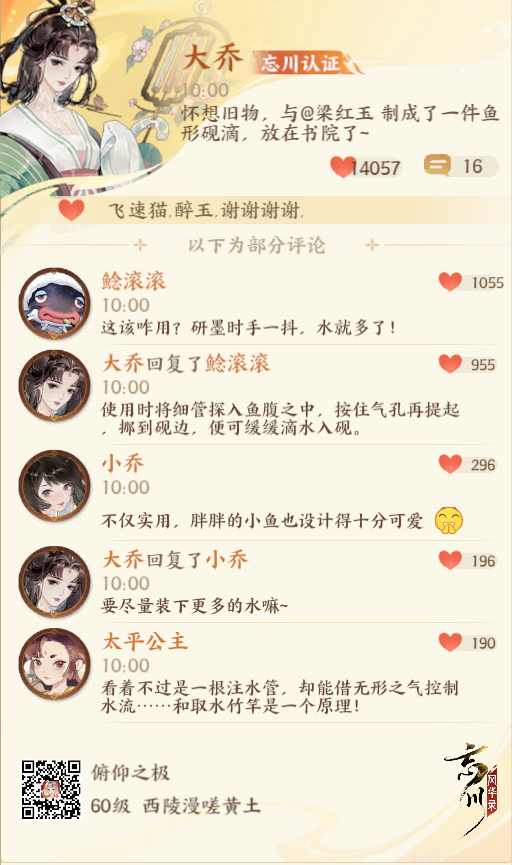 大乔 忘川认证
10:00
怀想旧物，与@梁红玉 制成了一件鱼
形砚滴，放在书院了~
14057 16
飞速猫,醉玉,谢谢谢谢,
以下为部分评论
鲶滚滚 1055
10:00
这该咋用？研墨时手一抖，水就多了！
大乔回复了鲶滚滚 955
10:00
使用时将细管探入鱼腹之中，按住气孔再提起
，挪到砚边，便可缓缓滴水入砚。
小乔 296
10:00
不仅实用，胖胖的小鱼也设计得十分可爱
大乔回复了小乔 196
10:00
要尽量装下更多的水嘛~
太平公主 190
10:00
看着不过是一根注水管，却能借无形之气控制
水流……和取水竹竿是一个原理！
俯仰之极
60级 西陵漫嗟黄土
忘川
风华录